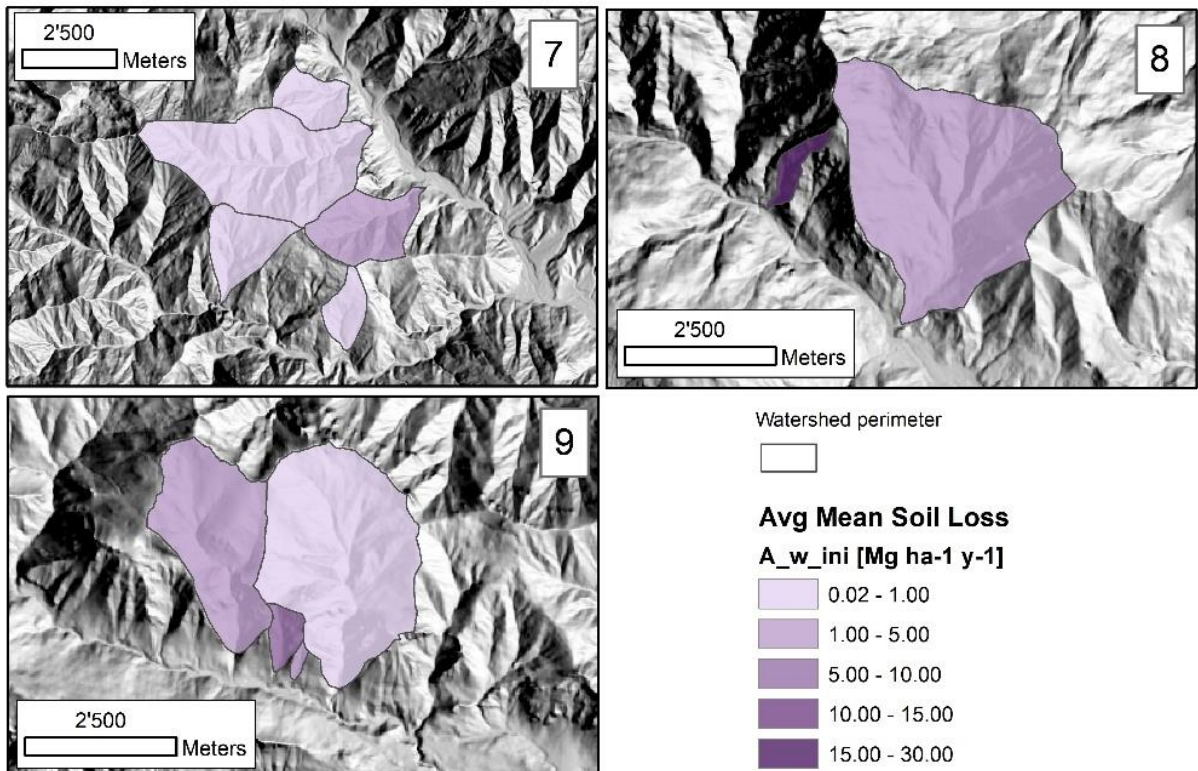 2'500
Meters
7
8
2'500
Meters
9
2'500
Meters
Watershed perimeter
Avg Mean Soil Loss
A_w_ini [Mg ha-1 y-1]
0.02 - 1.00
1.00 - 5.00
5.00 - 10.00
10.00 - 15.00
15.00 - 30.00